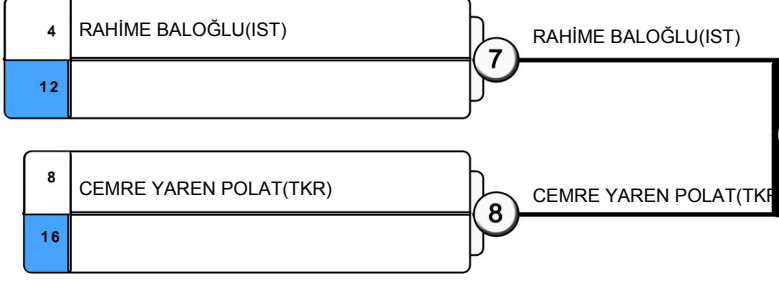 4 RAHİME BALOĞLU(IST)
12
7
RAHİME BALOĞLU(IST)
8 CEMRE YAREN POLAT(TKR)
16
8
CEMRE YAREN POLAT(TK